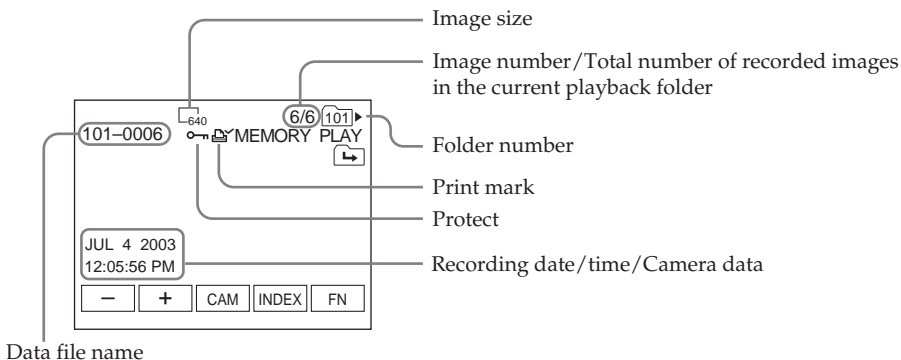 Image size
Image number/Total number of recorded images
in the current playback folder
640
6/6 101
101–0006
MEMORY PLAY
Folder number
Print mark
Protect
JUL 4 2003
12:05:56 PM
Recording date/time/Camera data
– + CAM INDEX FN
Data file name